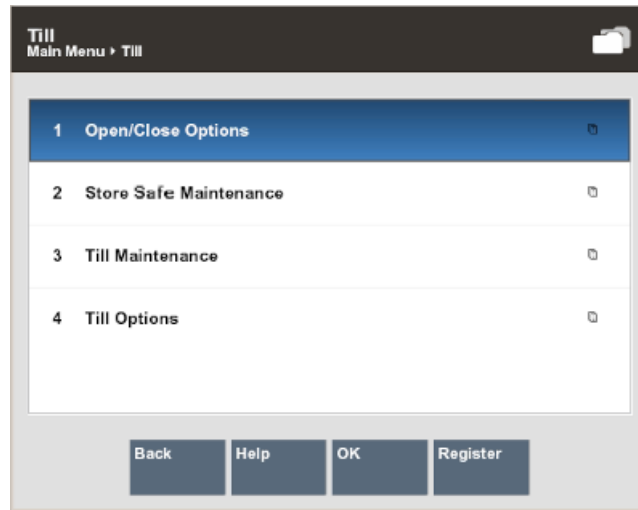 Till
Main Menu ▸ Till
1 Open/Close Options
2 Store Safe Maintenance
3 Till Maintenance
4 Till Options
Back Help OK Register